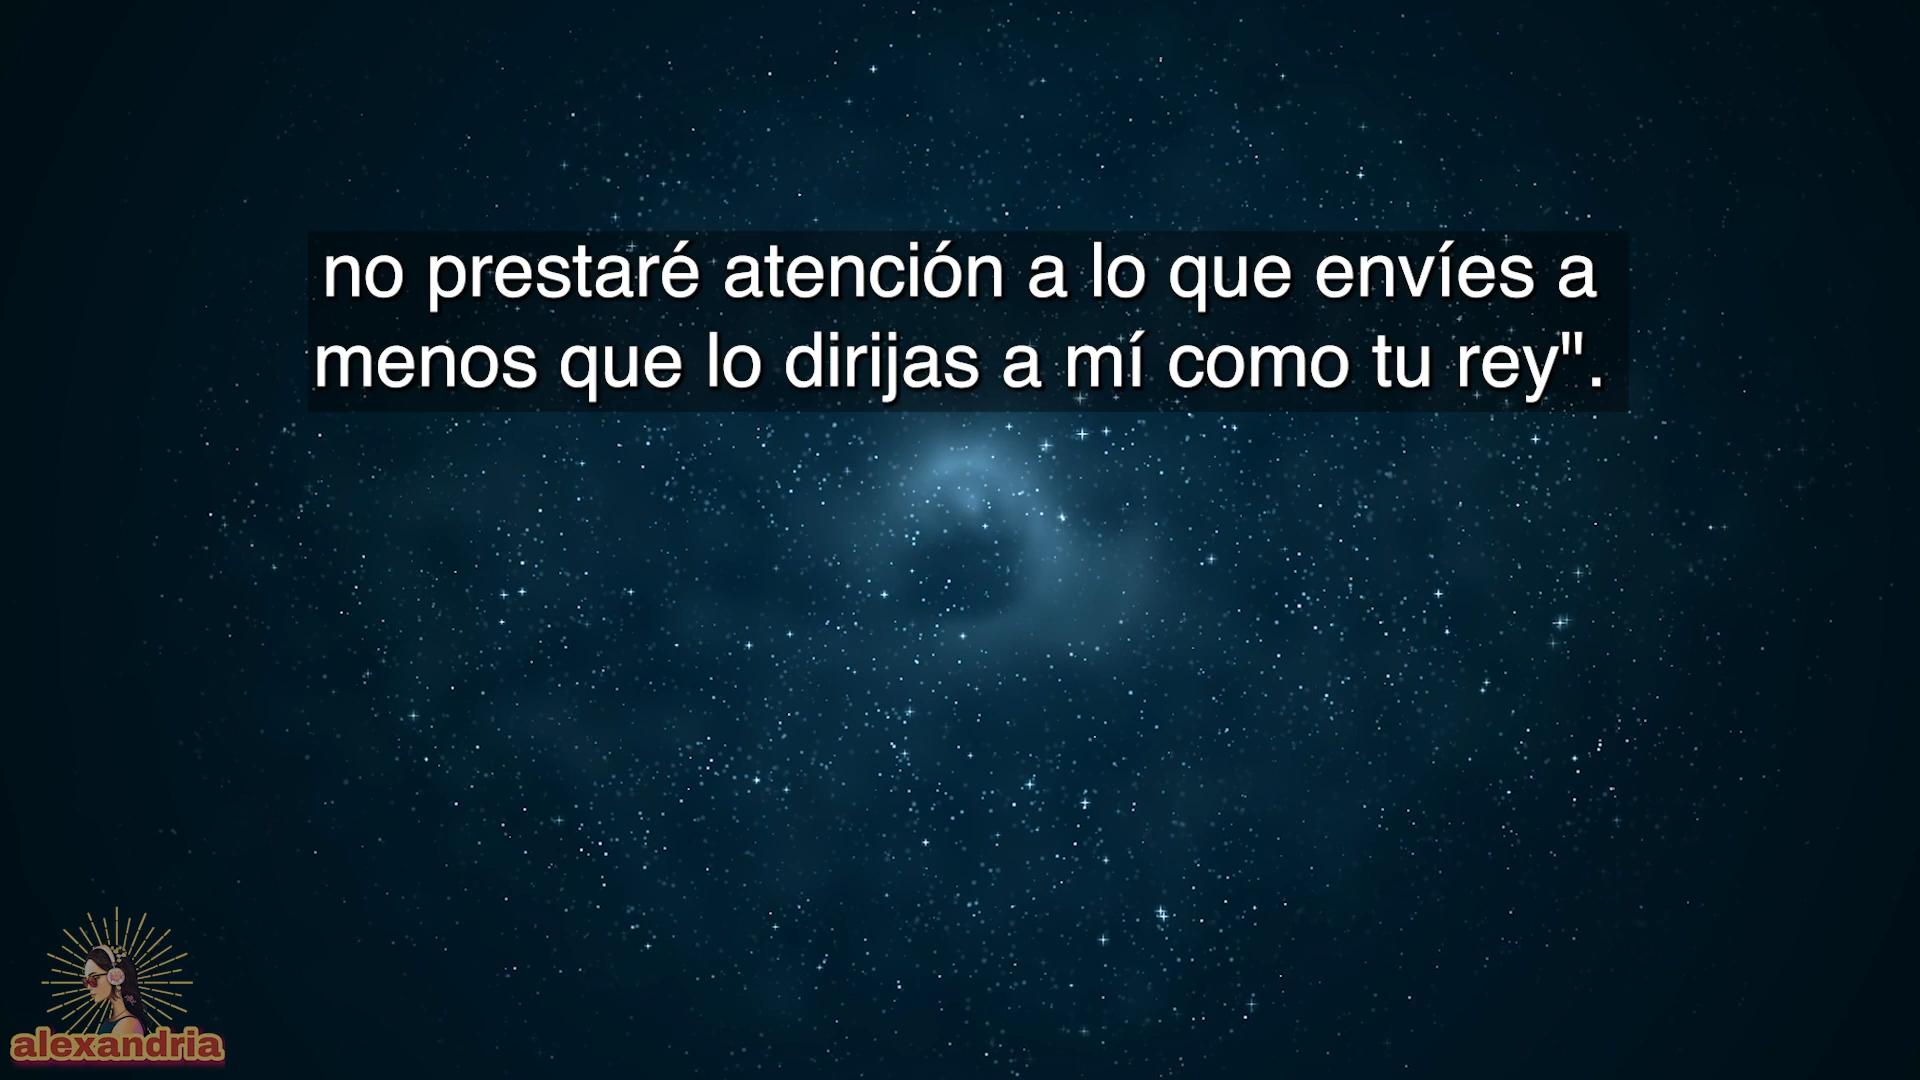 no prestaré atención a lo que envíes a
menos que lo dirijas a mí como tu rey".
alexandria